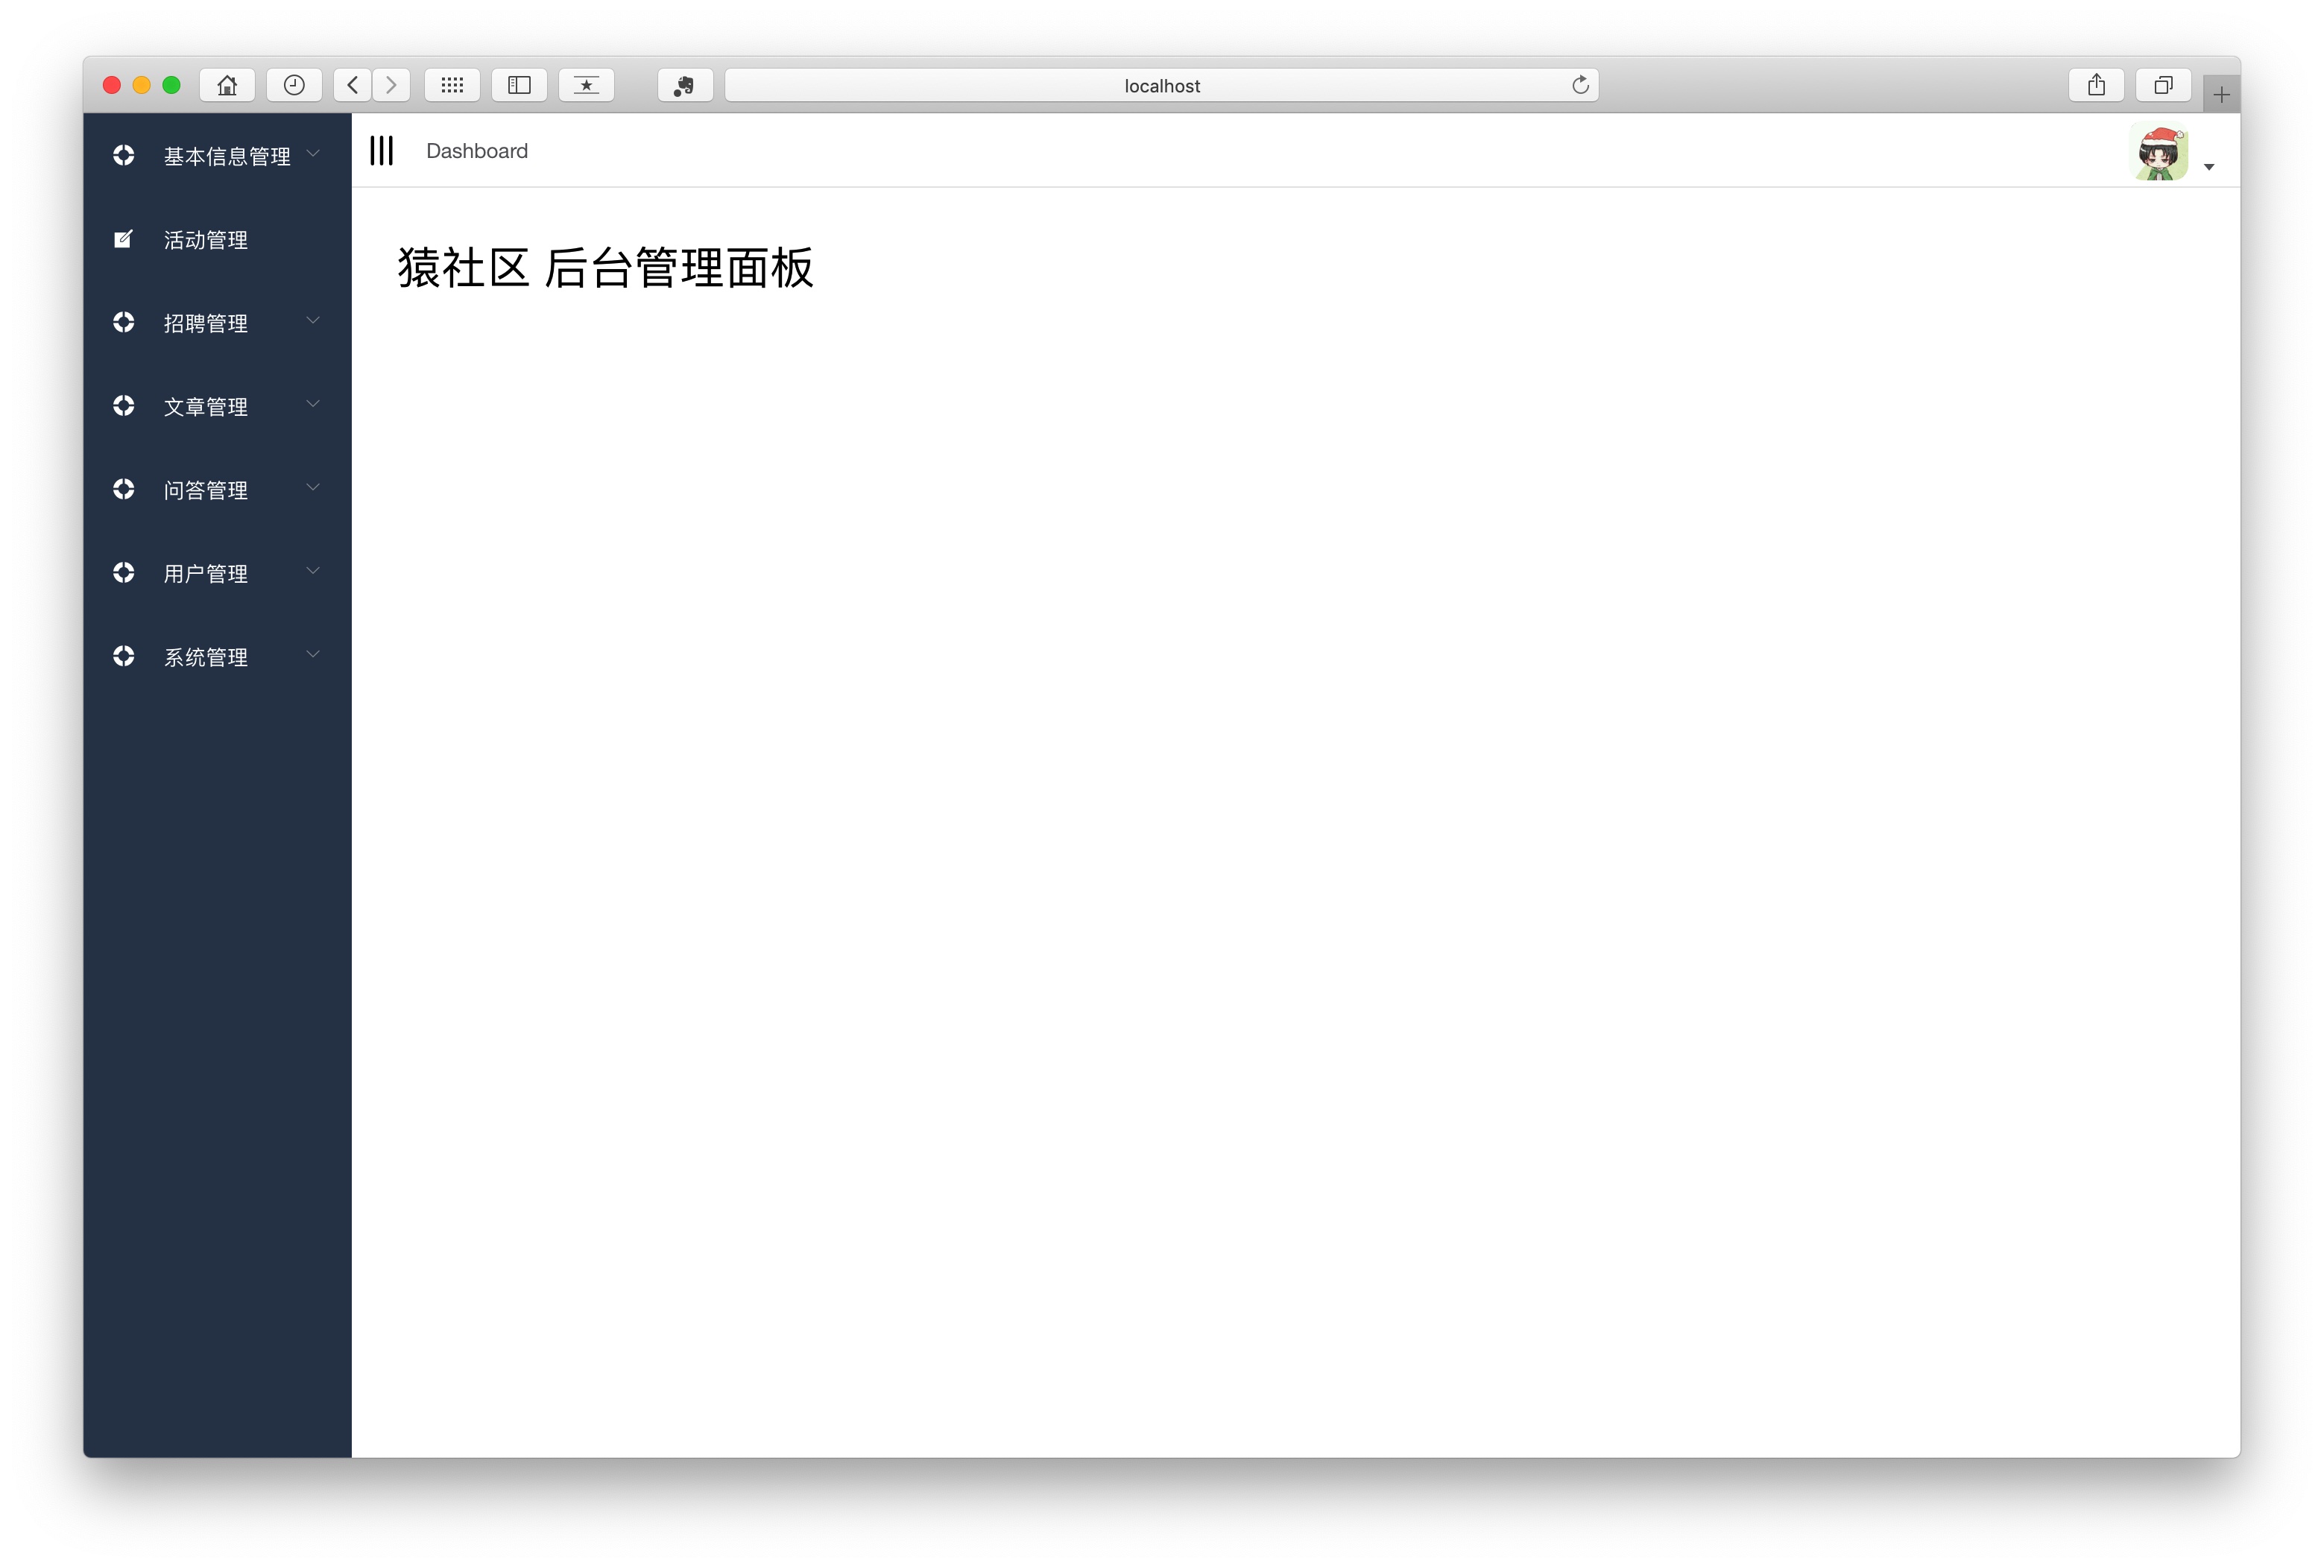 localhost
基本信息管理
Dashboard
活动管理
猿社区 后台管理面板
招聘管理
文章管理
问答管理
用户管理
系统管理